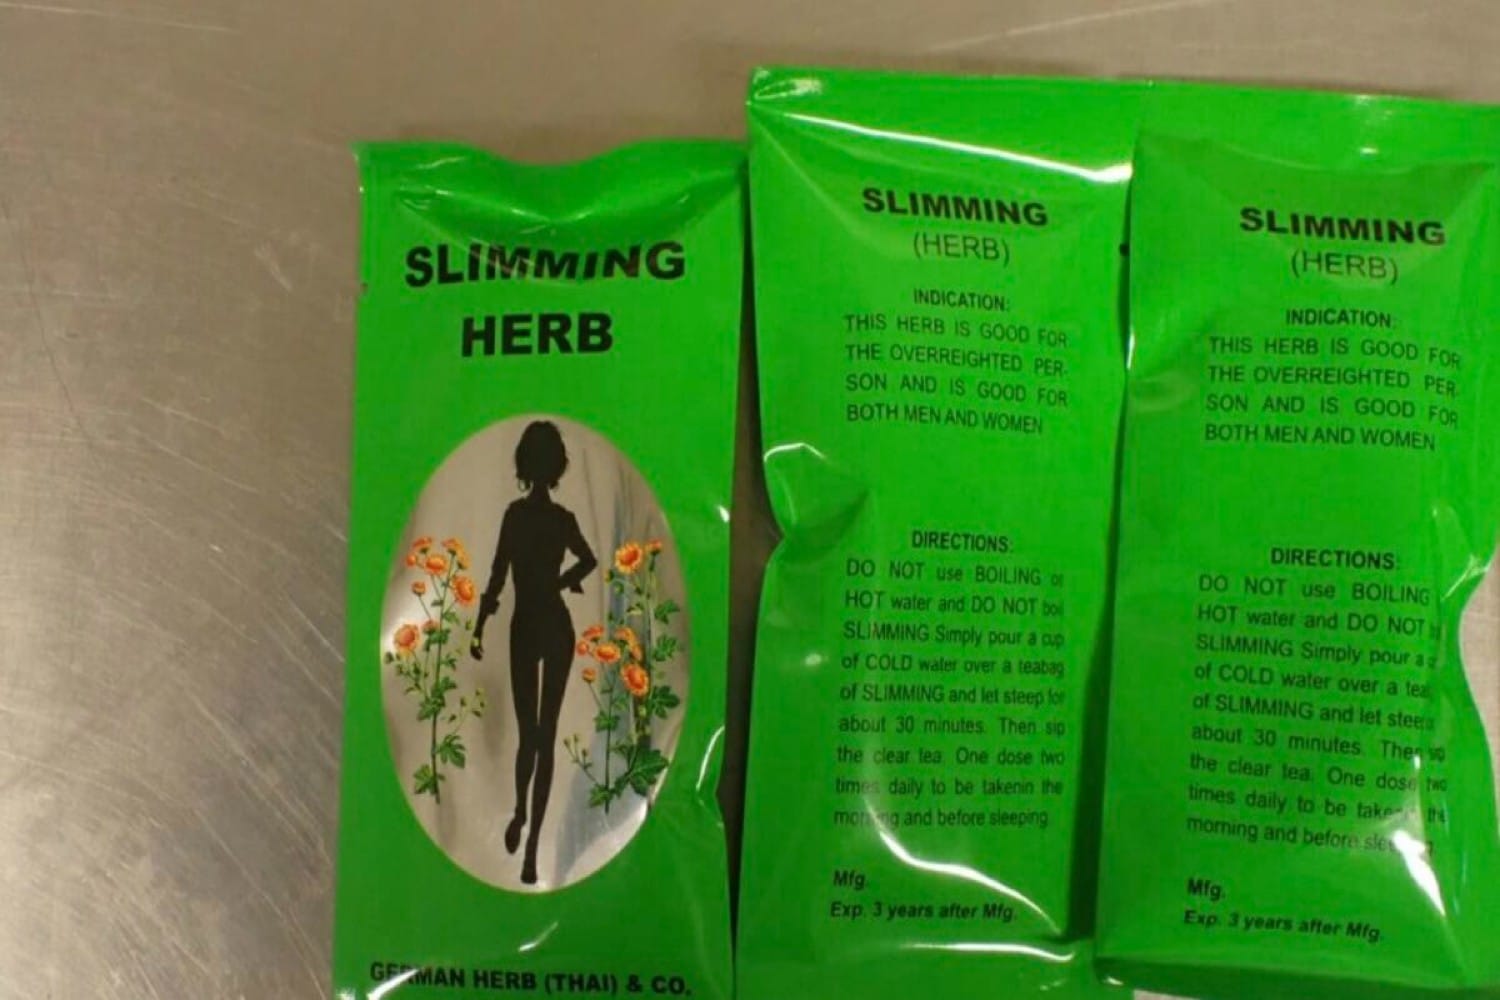 SLIMMING
HERB
GERMAN HERB (THAI) & CO.
SLIMMING
(HERB)
INDICATION:
THIS HERB IS GOOD FOR
THE OVERREIGHTED PER-
SON AND IS GOOD FOR
BOTH MEN AND WOMEN
DIRECTIONS:
DO NOT use BOILING or
HOT water and DO NOT boil
SLIMMING Simply pour a cup
of COLD water over a teabag
of SLIMMING and let steep for
about 30 minutes. Then sip
the clear tea. One dose two
times daily to be takenin the
morning and before sleeping.
Mfg.
Exp. 3 years after Mfg.
SLIMMING
(HERB)
INDICATION:
THIS HERB IS GOOD FOR
THE OVERREIGHTED PER-
SON AND IS GOOD FOR
BOTH MEN AND WOMEN
DIRECTIONS:
DO NOT use BOILING
HOT water and DO NOT
SLIMMING Simply pour a
of COLD water over a
of SLIMMING and let steep
about 30 minutes. Then sip
the clear tea. One dose two
times daily to be the
morning and before
Mfg.
Exp. 3 years after Mfg.